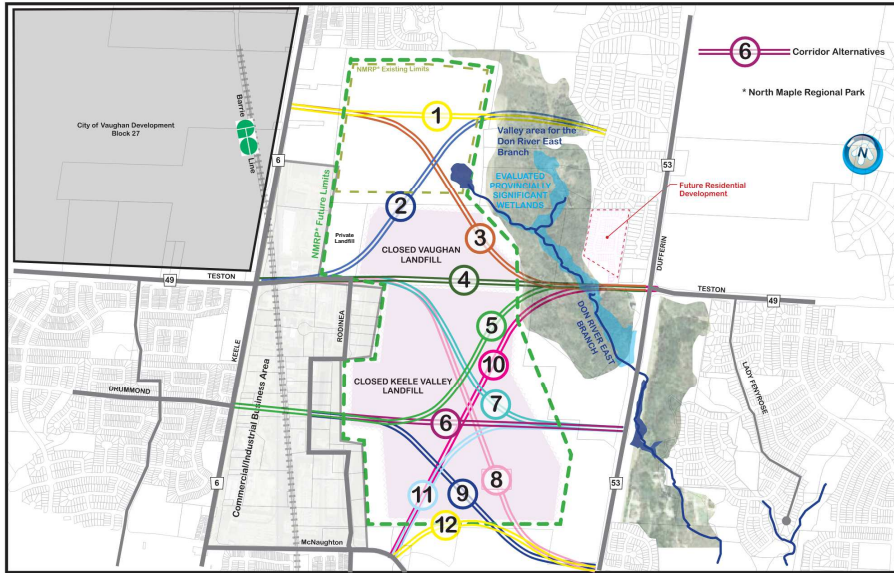 NMRP* Existing Limits
6
Corridor Alternatives
* North Maple Regional Park
City of Vaughan Development
Block 27
Barrie
Line
6
1
Valley area for the
Don River East
Branch
53
N
EVALUATED
PROVINCIALLY
SIGNIFICANT
WETLANDS
Future Residential
Development
NMRP* Future Limits
2
3
Private
Landfill
CLOSED VAUGHAN
LANDFILL
DUFFERIN
49
TESTON
4
TESTON
49
DON RIVER EAST
BRANCH
RODINEA
5
KEELE
10
LADY FENYROSE
DRUMMOND
CLOSED KEELE VALLEY
LANDFILL
7
6
Commercial/Industrial Business Area
8
6
11
9
53
12
McNaughton